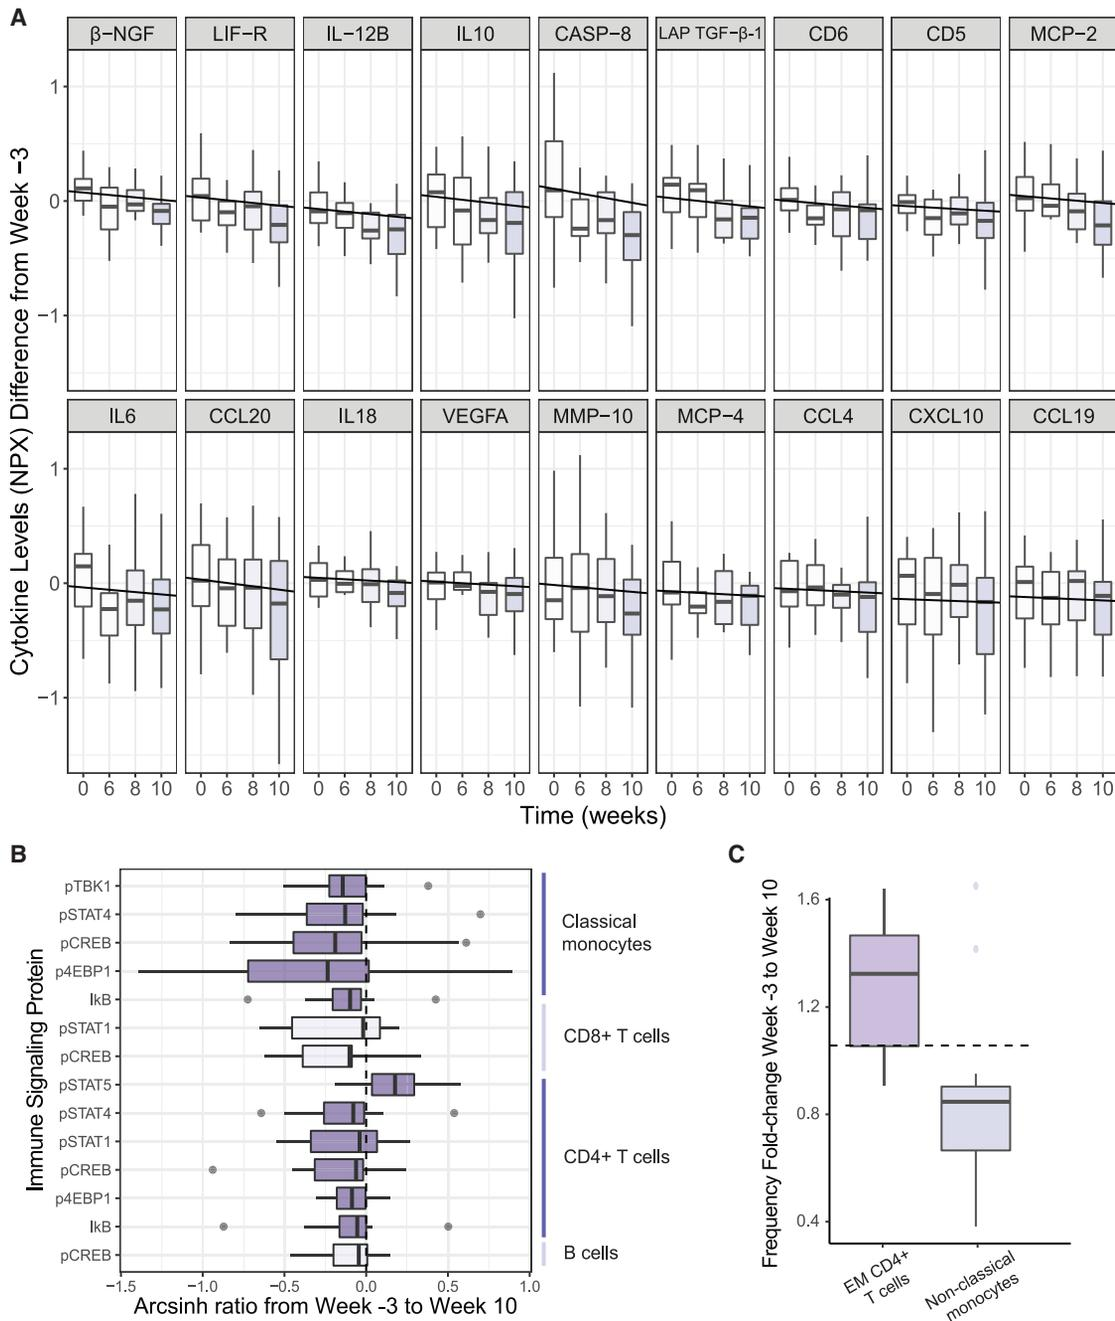 A
β−NGF LIF−R IL−12B IL10 CASP−8 LAP TGF−β-1 CD6 CD5 MCP−2
Cytokine Levels (NPX) Difference from Week −3
1
0
−1
IL6 CCL20 IL18 VEGFA MMP−10 MCP−4 CCL4 CXCL10 CCL19
1
0
−1
0 6 8 10 0 6 8 10 0 6 8 10 0 6 8 10 0 6 8 10 0 6 8 10 0 6 8 10 0 6 8 10 0 6 8 10
Time (weeks)
B
Immune Signaling Protein
pTBK1
pSTAT4
pCREB
p4EBP1
IkB
pSTAT1
pCREB
pSTAT5
pSTAT4
pSTAT1
pCREB
p4EBP1
IkB
pCREB
Classical
monocytes
CD8+ T cells
CD4+ T cells
B cells
−1.5 −1.0 −0.5 0.0 0.5 1.0
Arcsinh ratio from Week -3 to Week 10
C
Frequency Fold-change Week -3 to Week 10
1.6
1.2
0.8
0.4
EM CD4+
T cells
Non-classical
monocytes